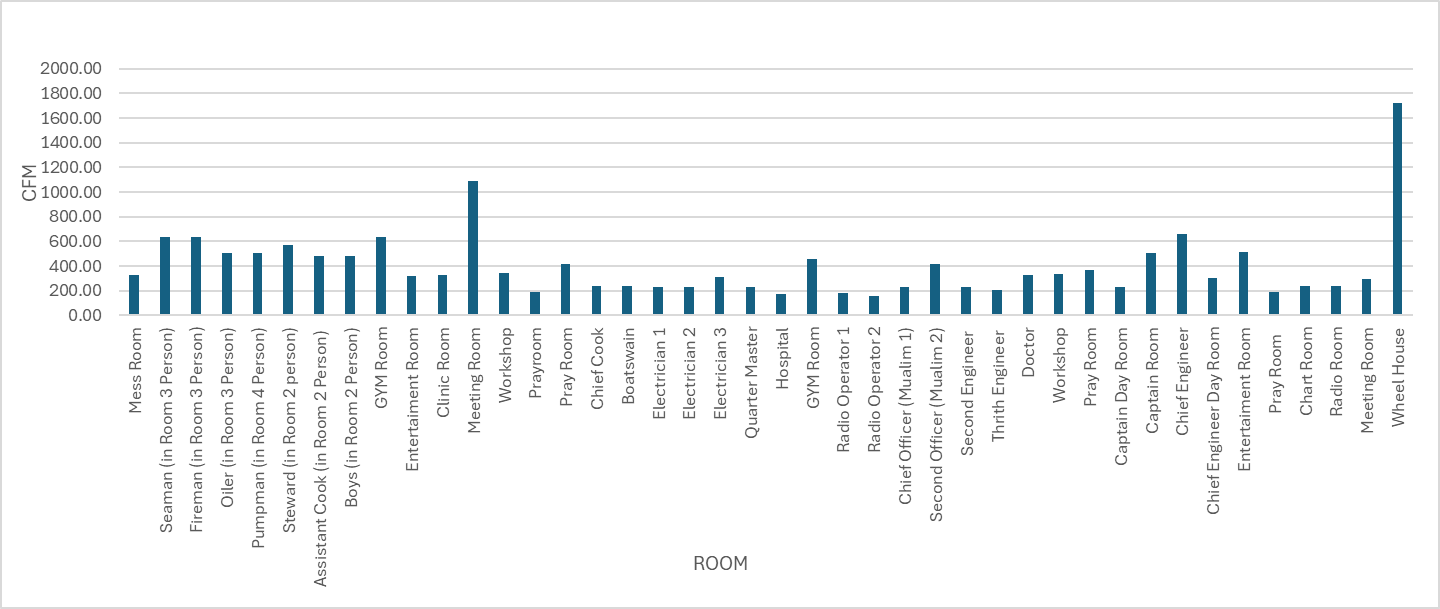 2000.00
1800.00
1600.00
1400.00
1200.00
1000.00
800.00
600.00
400.00
200.00
0.00
CFM
Mess Room
Seaman (in Room 3 Person)
Fireman (in Room 3 Person)
Oiler (in Room 3 Person)
Pumpman (in Room 4 Person)
Steward (in Room 2 person)
Assistant Cook (in Room 2 Person)
Boys (in Room 2 Person)
GYM Room
Entertaiment Room
Clinic Room
Meeting Room
Workshop
Prayroom
Pray Room
Chief Cook
Boatswain
Electrician 1
Electrician 2
Electrician 3
Quarter Master
Hospital
GYM Room
Radio Operator 1
Radio Operator 2
Chief Officer (Mualim 1)
Second Officer (Mualim 2)
Second Engineer
Thrith Engineer
Doctor
Workshop
Pray Room
Captain Day Room
Captain Room
Chief Engineer
Chief Engineer Day Room
Entertaiment Room
Pray Room
Chart Room
Radio Room
Meeting Room
Wheel House
ROOM